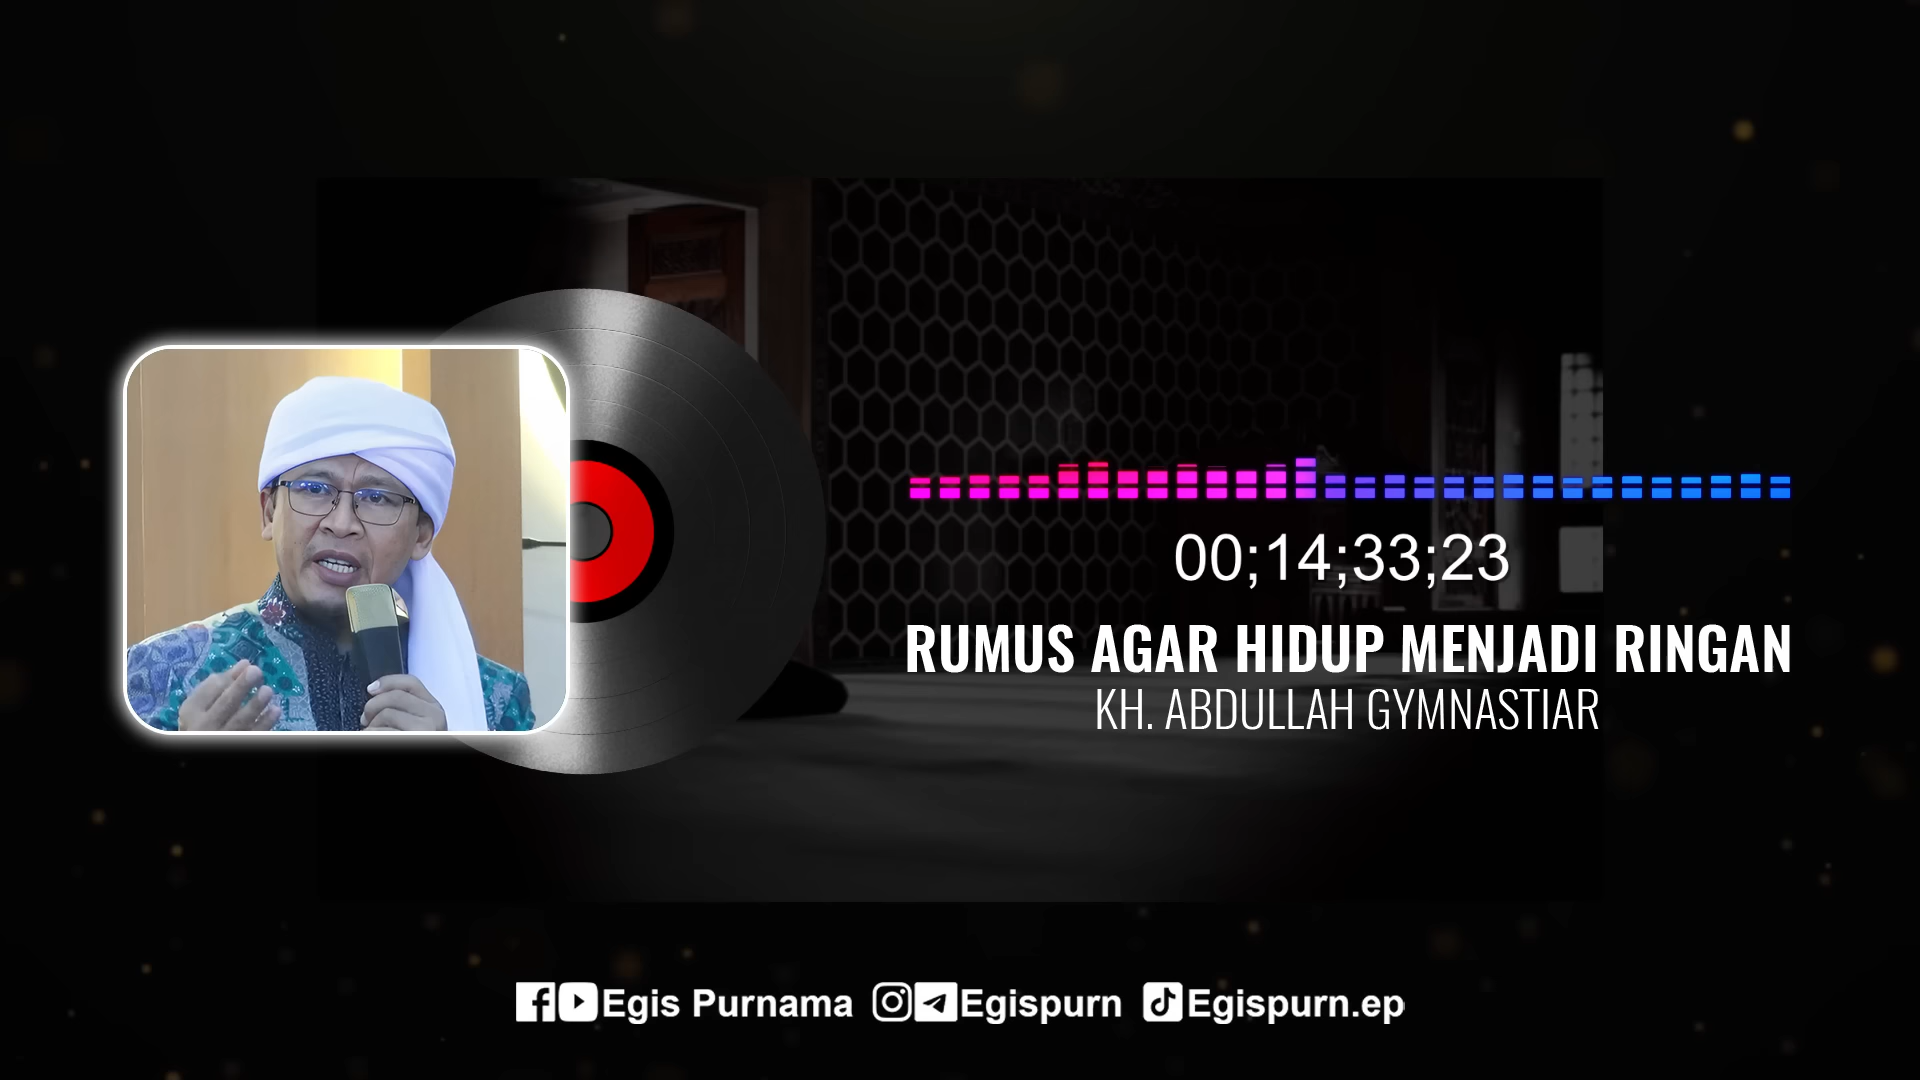 00;14;33;23
RUMUS AGAR HIDUP MENJADI RINGAN
KH. ABDULLAH GYMNASTIAR
Egis Purnama Egispurn Egispurn.ep